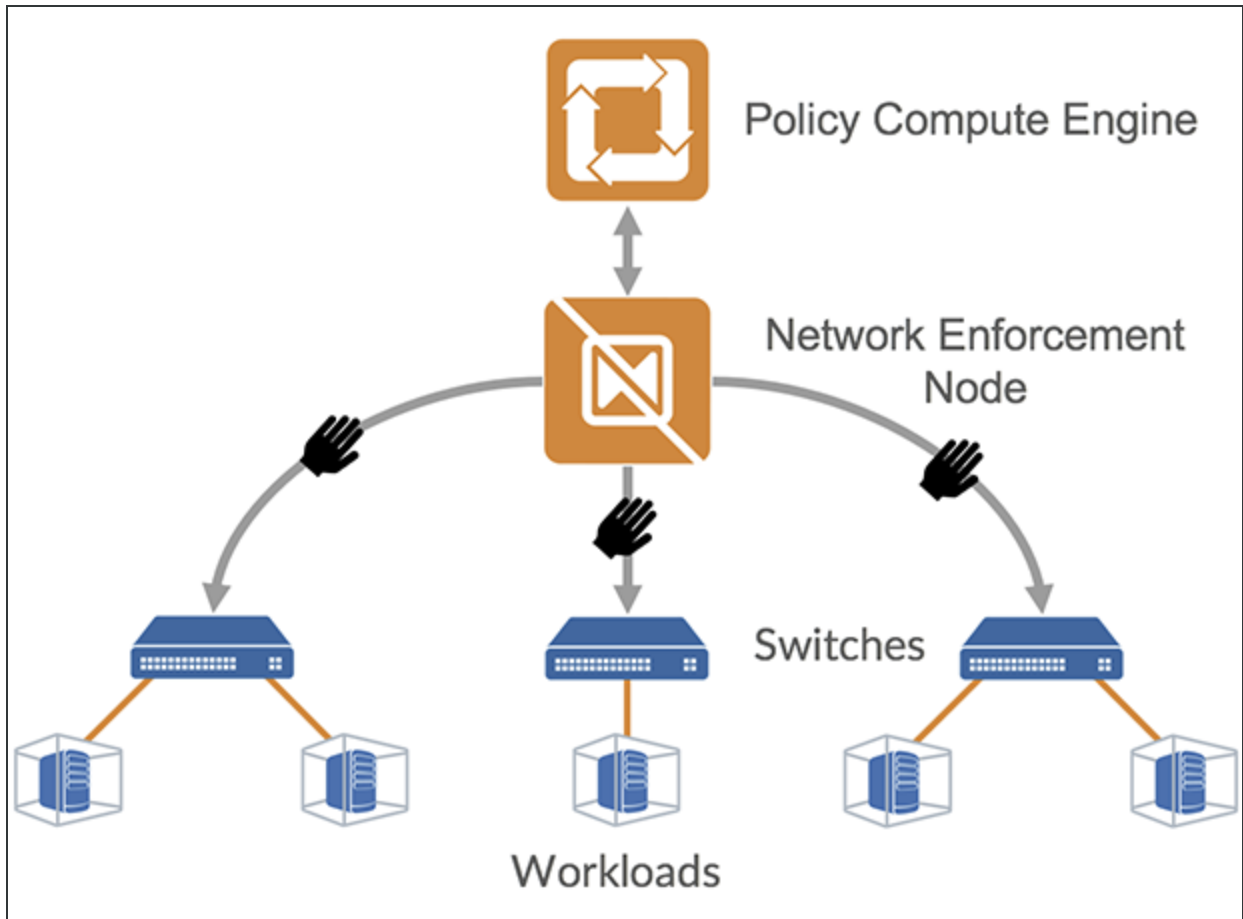 Policy Compute Engine
Network Enforcement
Node
Switches
Workloads